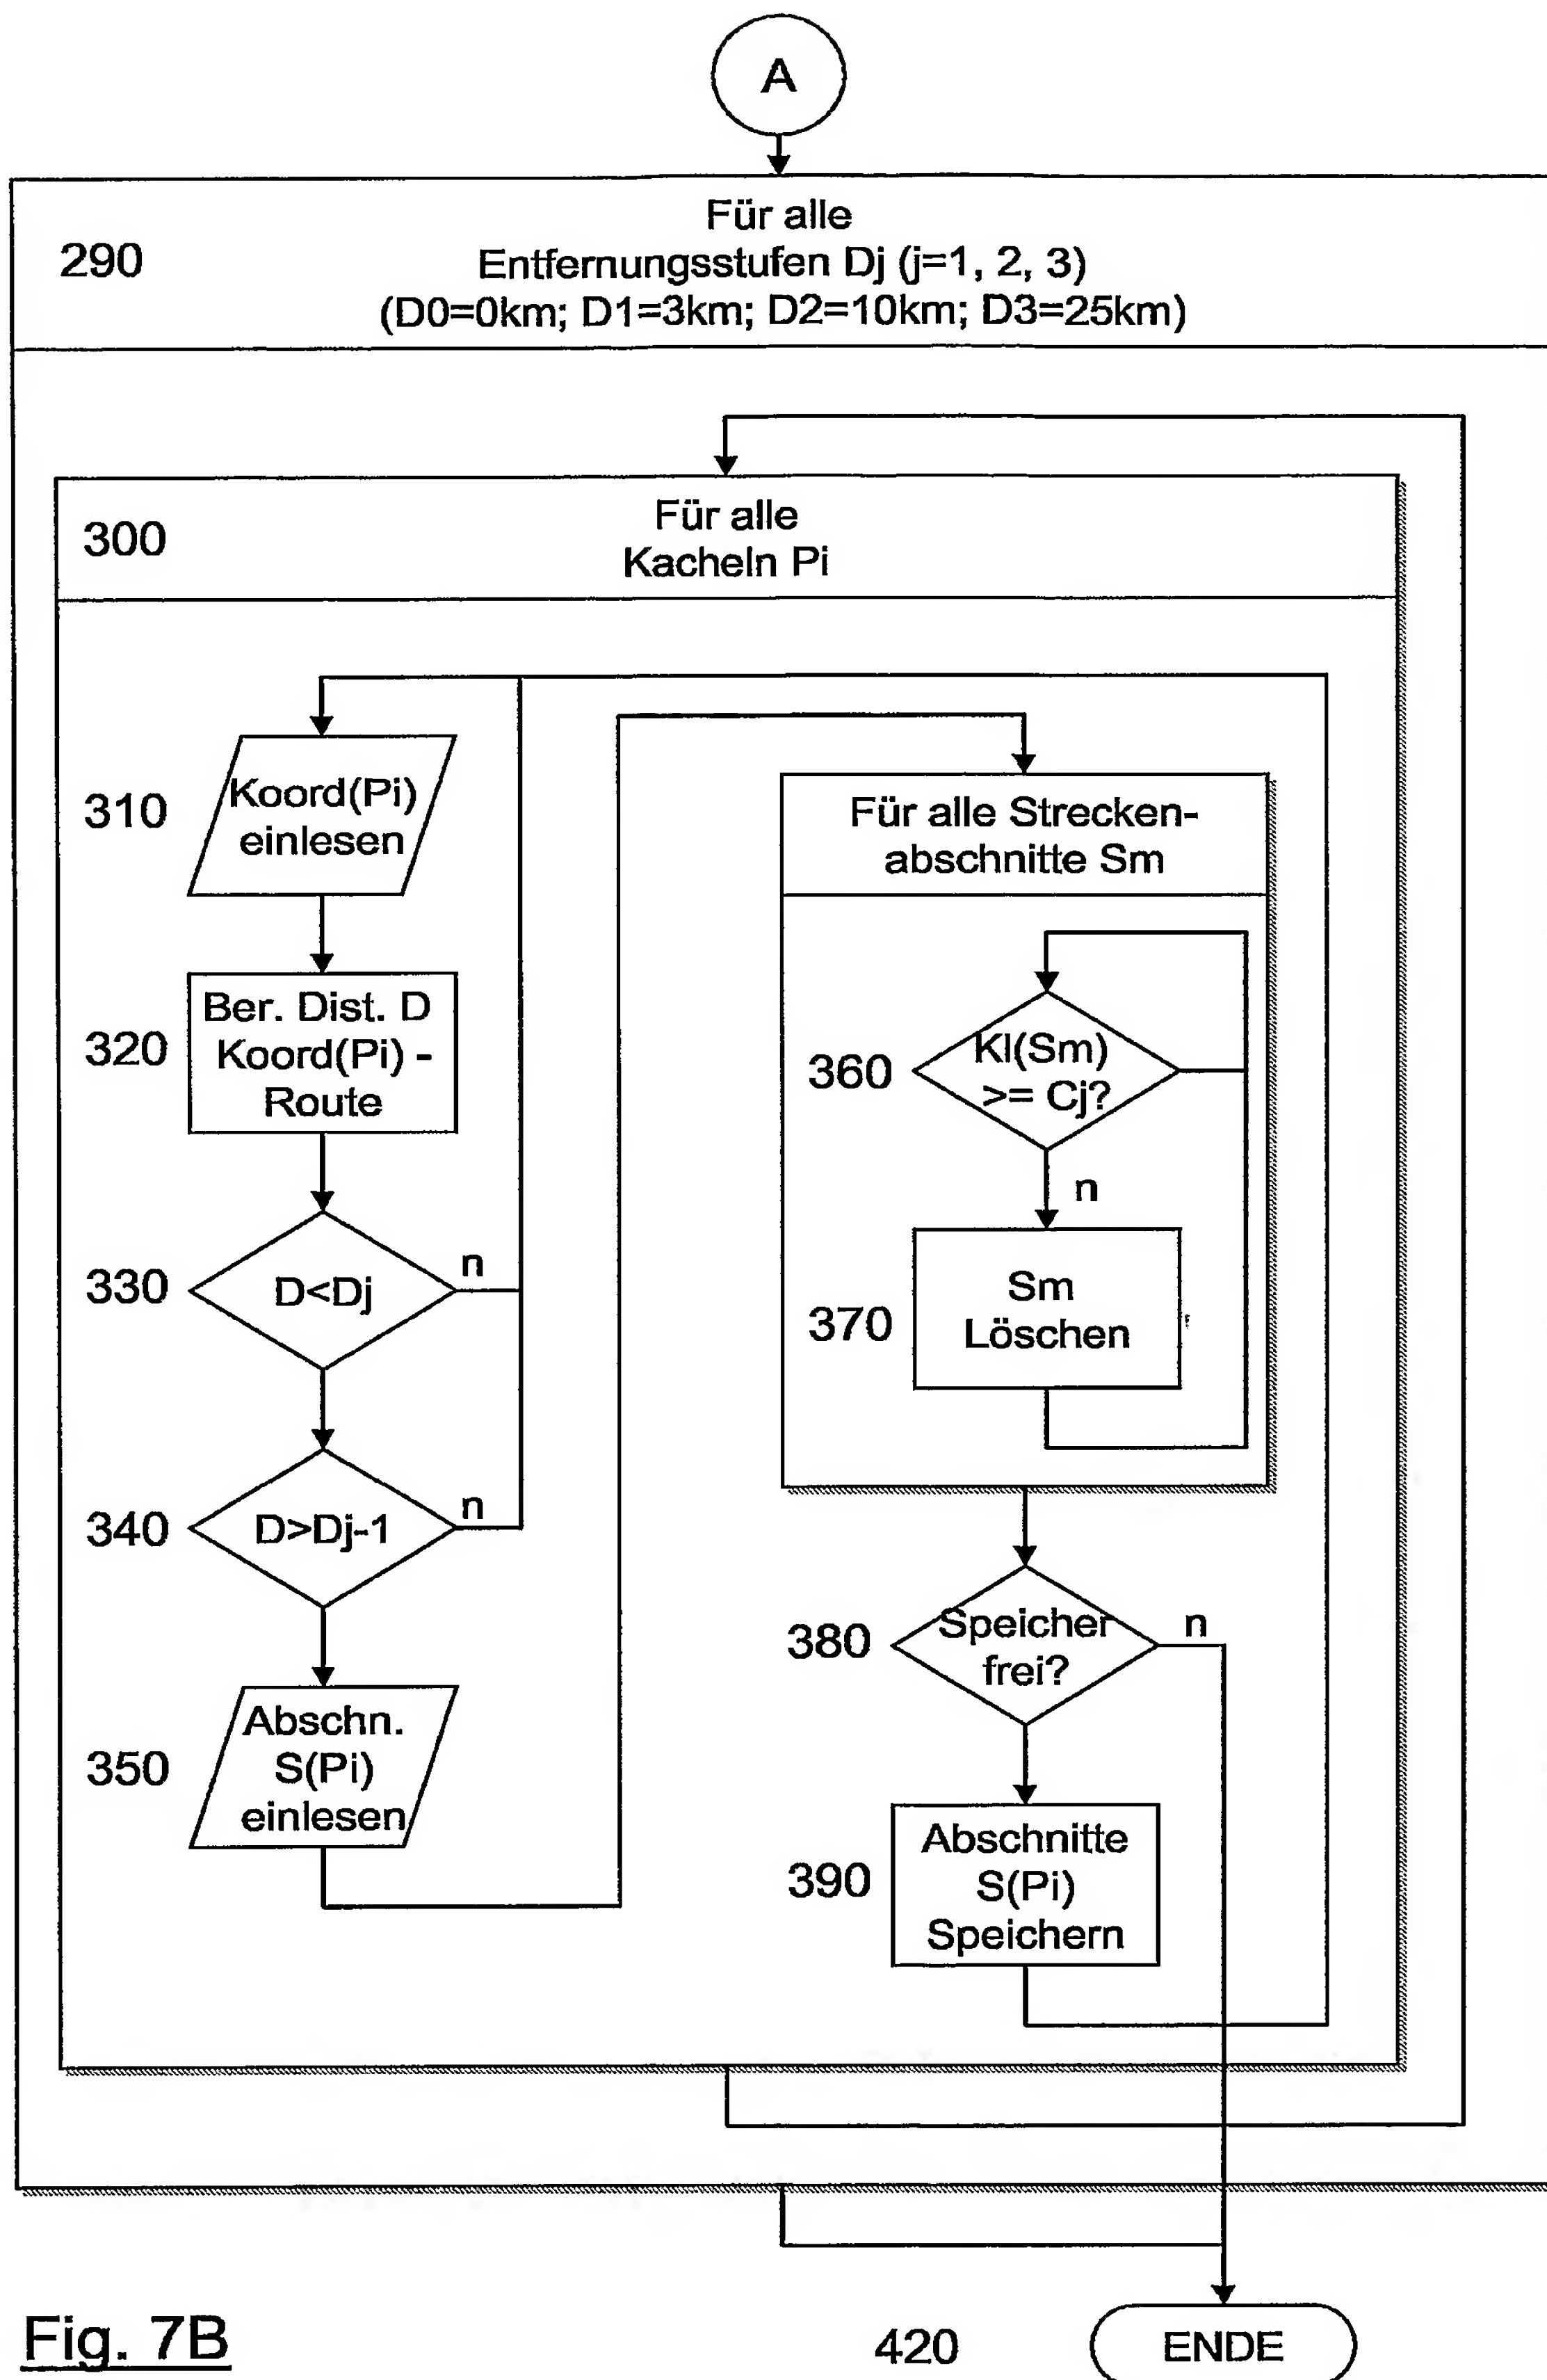 A
290
Für alle
Entfernungsstufen Dj (j=1, 2, 3)
(D0=0km; D1=3km; D2=10km; D3=25km)
300
Für alle
Kacheln Pi
310
Koord(Pi)
einlesen
320
Ber. Dist. D
Koord(Pi) -
Route
330
D<Dj
n
340
D>Dj-1
n
350
Abschn.
S(Pi)
einlesen
Für alle Strecken-
abschnitte Sm
360
Kl(Sm)
>= Cj?
n
370
Sm
Löschen
380
Speicher
frei?
n
390
Abschnitte
S(Pi)
Speichern
Fig. 7B
420
ENDE